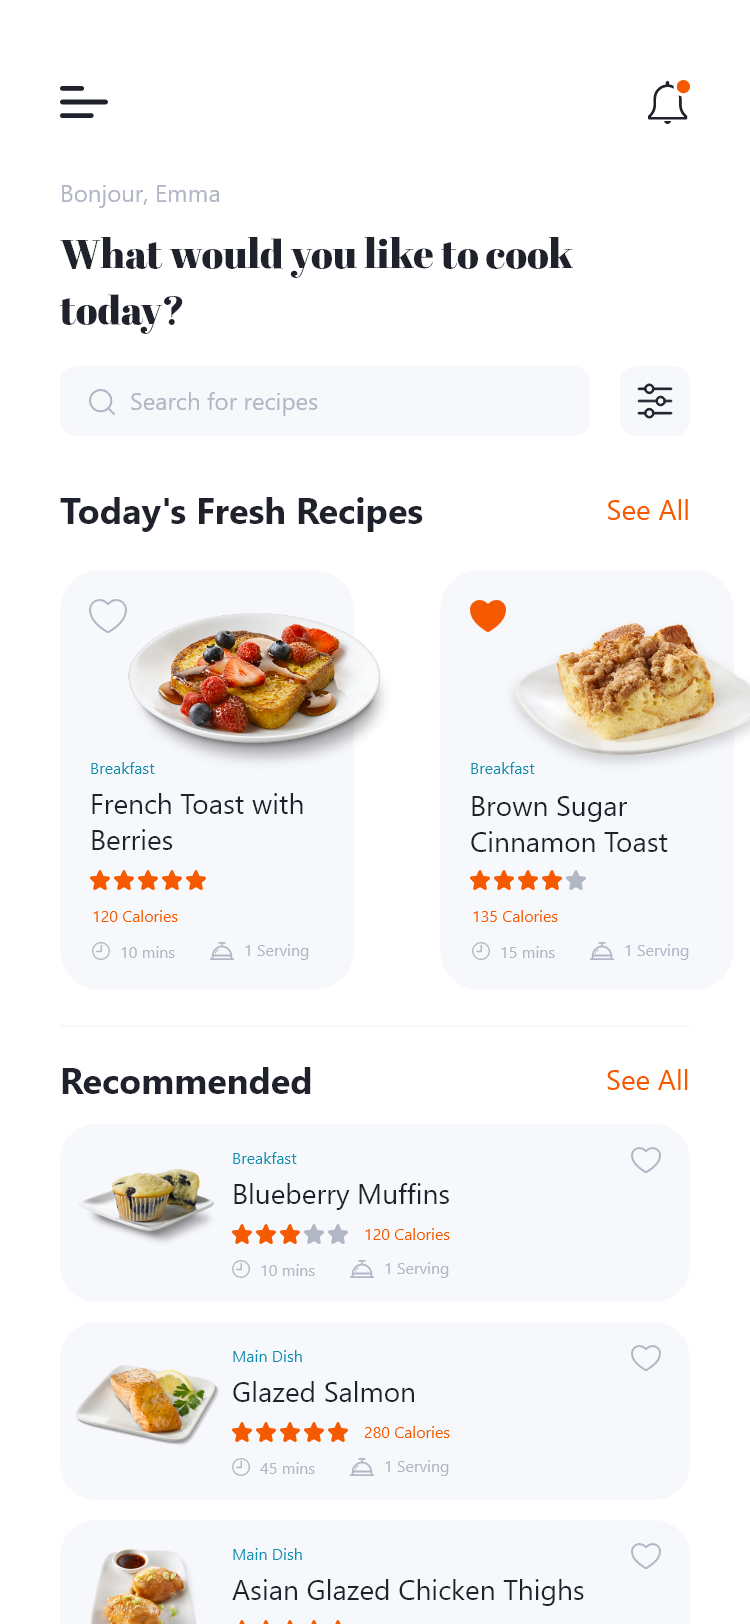 Bonjour, Emma
What would you like to cook
today?
Search for recipes
Today's Fresh Recipes
See All
Breakfast
French Toast with
Berries
120 Calories
10 mins
1 Serving
Breakfast
Brown Sugar
Cinnamon Toast
135 Calories
15 mins
1 Serving
Recommended
See All
Breakfast
Blueberry Muffins
120 Calories
10 mins
1 Serving
Main Dish
Glazed Salmon
280 Calories
45 mins
1 Serving
Main Dish
Asian Glazed Chicken Thighs